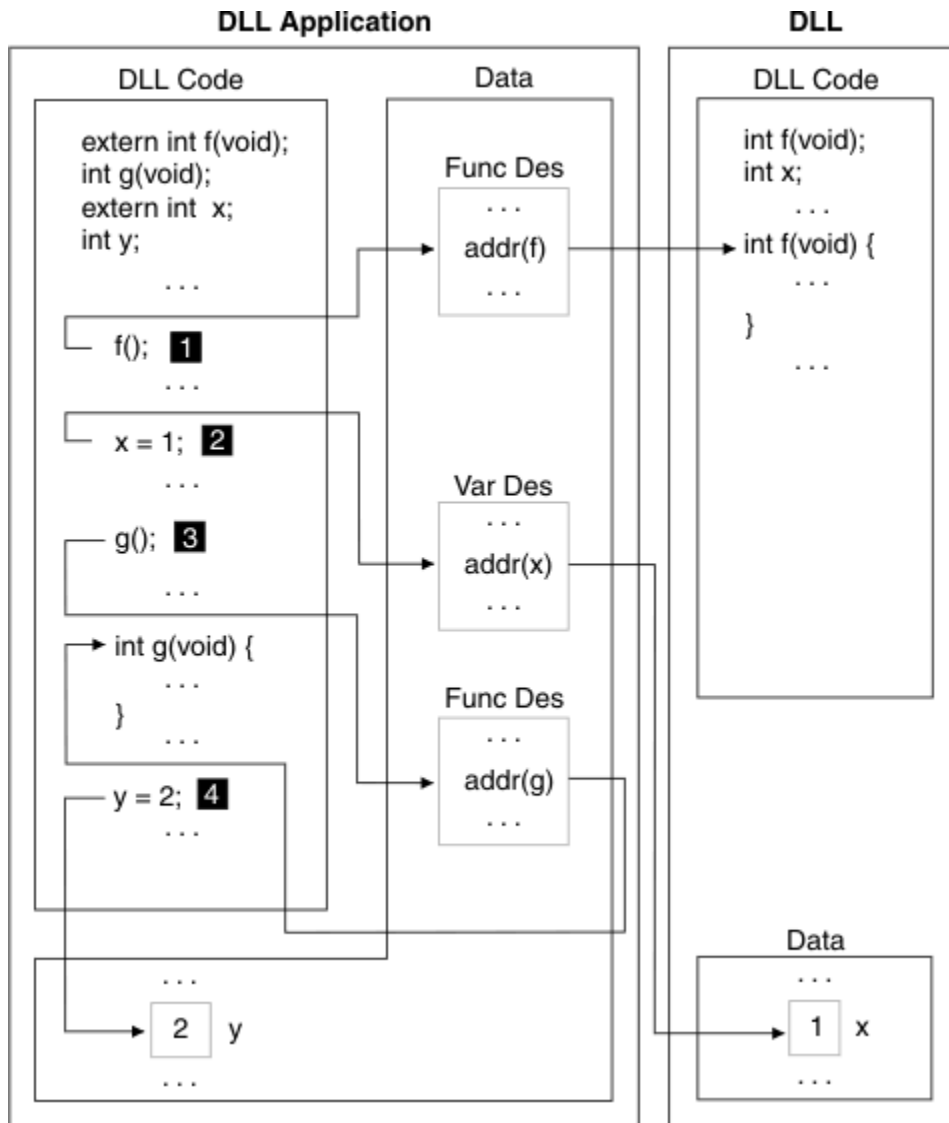 DLL Application
DLL Code
extern int f(void);
int g(void);
extern int  x;
int y;
. . .
f(); 1
. . .
x = 1; 2
. . .
g(); 3
. . .
int g(void) {
. . .
}
. . .
y = 2; 4
. . .
Data
Func Des
. . .
addr(f)
. . .
Var Des
. . .
addr(x)
. . .
Func Des
. . .
addr(g)
. . .
. . .
2 y
. . .
DLL
DLL Code
int f(void);
int x;
. . .
int f(void) {
. . .
}
. . .
Data
. . .
1 x
. . .